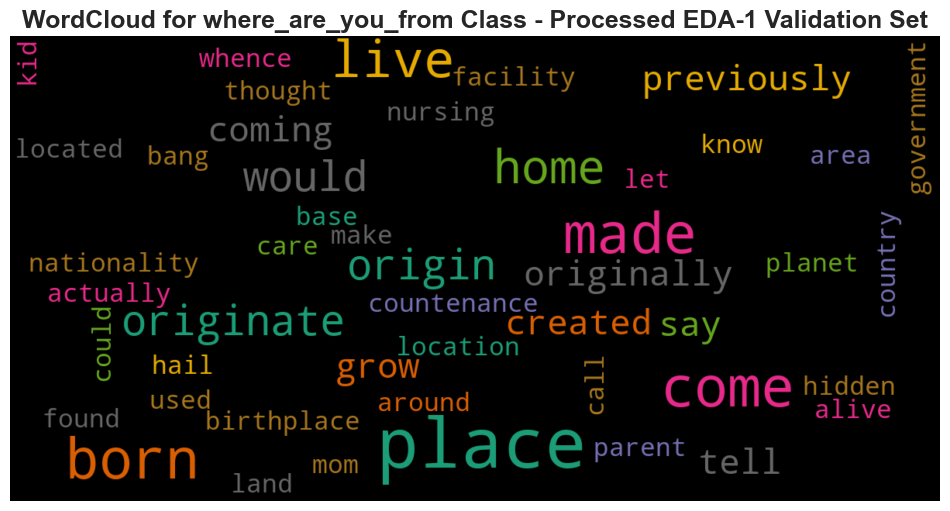 WordCloud for where_are_you_from Class - Processed EDA-1 Validation Set
kid
whence
live
facility
previously
government
thought
nursing
coming
located
bang
know
area
would
home
let
base
made
care
make
nationality
origin
originally
planet
country
actually
countenance
originate
could
created
say
location
hail
grow
call
come
hidden
used
around
alive
found
birthplace
place
parent
born
mom
tell
land